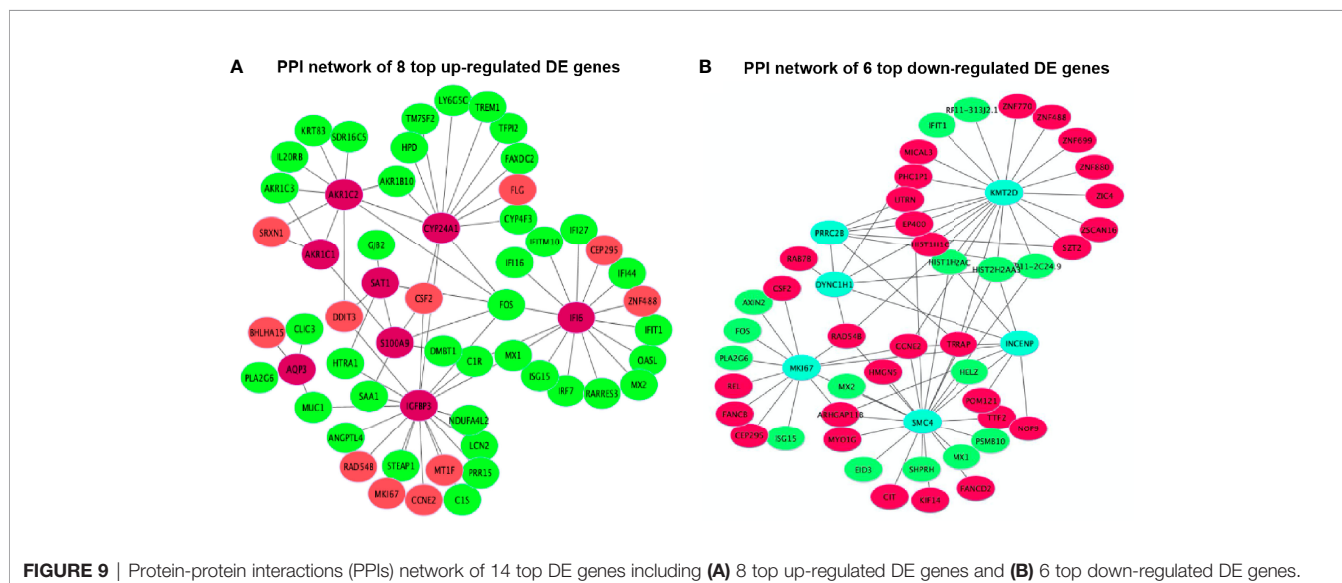 A PPI network of 8 top up-regulated DE genes
LY6G5C
TM7SF2
TREM1
KRT83
SDR16C5
TFPI2
HPD
IL20RB
FAXDC2
AKR1C3
AKR1C2
AKR1B10
FLG
SRXN1
CYP24A1
CYP4F3
IFI27
AKR1C1
GJB2
IFITM10
CEP295
IFI16
IFI44
SAT1
CSF2
FOS
ZNF488
DDIT3
IFI6
BHLHA15
CLIC3
S100A9
DMBT1
IFIT1
C1R
MX1
OASL
AQP3
HTRA1
PLA2G6
ISG15
IRF7
RARRES3
MX2
MUC1
SAA1
IGFBP3
NDUFA4L2
ANGPTL4
LCN2
RAD54B
STEAP1
MT1F
PRR15
MKI67
CCNE2
C1S
B PPI network of 6 top down-regulated DE genes
RP11-313J2.1
ZNF770
IFIT1
ZNF488
ZNF699
MICAL3
ZNF680
PHC1P1
KMT2D
ZIC4
UTRN
EP400
ZSCAN16
PRRC2B
SZT2
HIST1H2AC
HIST2H2AA3
RAB7B
DYNC1H1
CSF2
AXIN2
FOS
RAD54B
CCNE2
TRRAP
INCENP
PLA2G6
MKI67
HMGN5
HELZ
REL
MX2
POM121
FANCB
ARHGAP11B
SMC4
TTF2
NOP9
CEP295
ISG15
MYO1G
PSMB10
MX1
EID3
SHPRH
FANCD2
CIT
KIF14
FIGURE 9 | Protein-protein interactions (PPIs) network of 14 top DE genes including (A) 8 top up-regulated DE genes and (B) 6 top down-regulated DE genes.